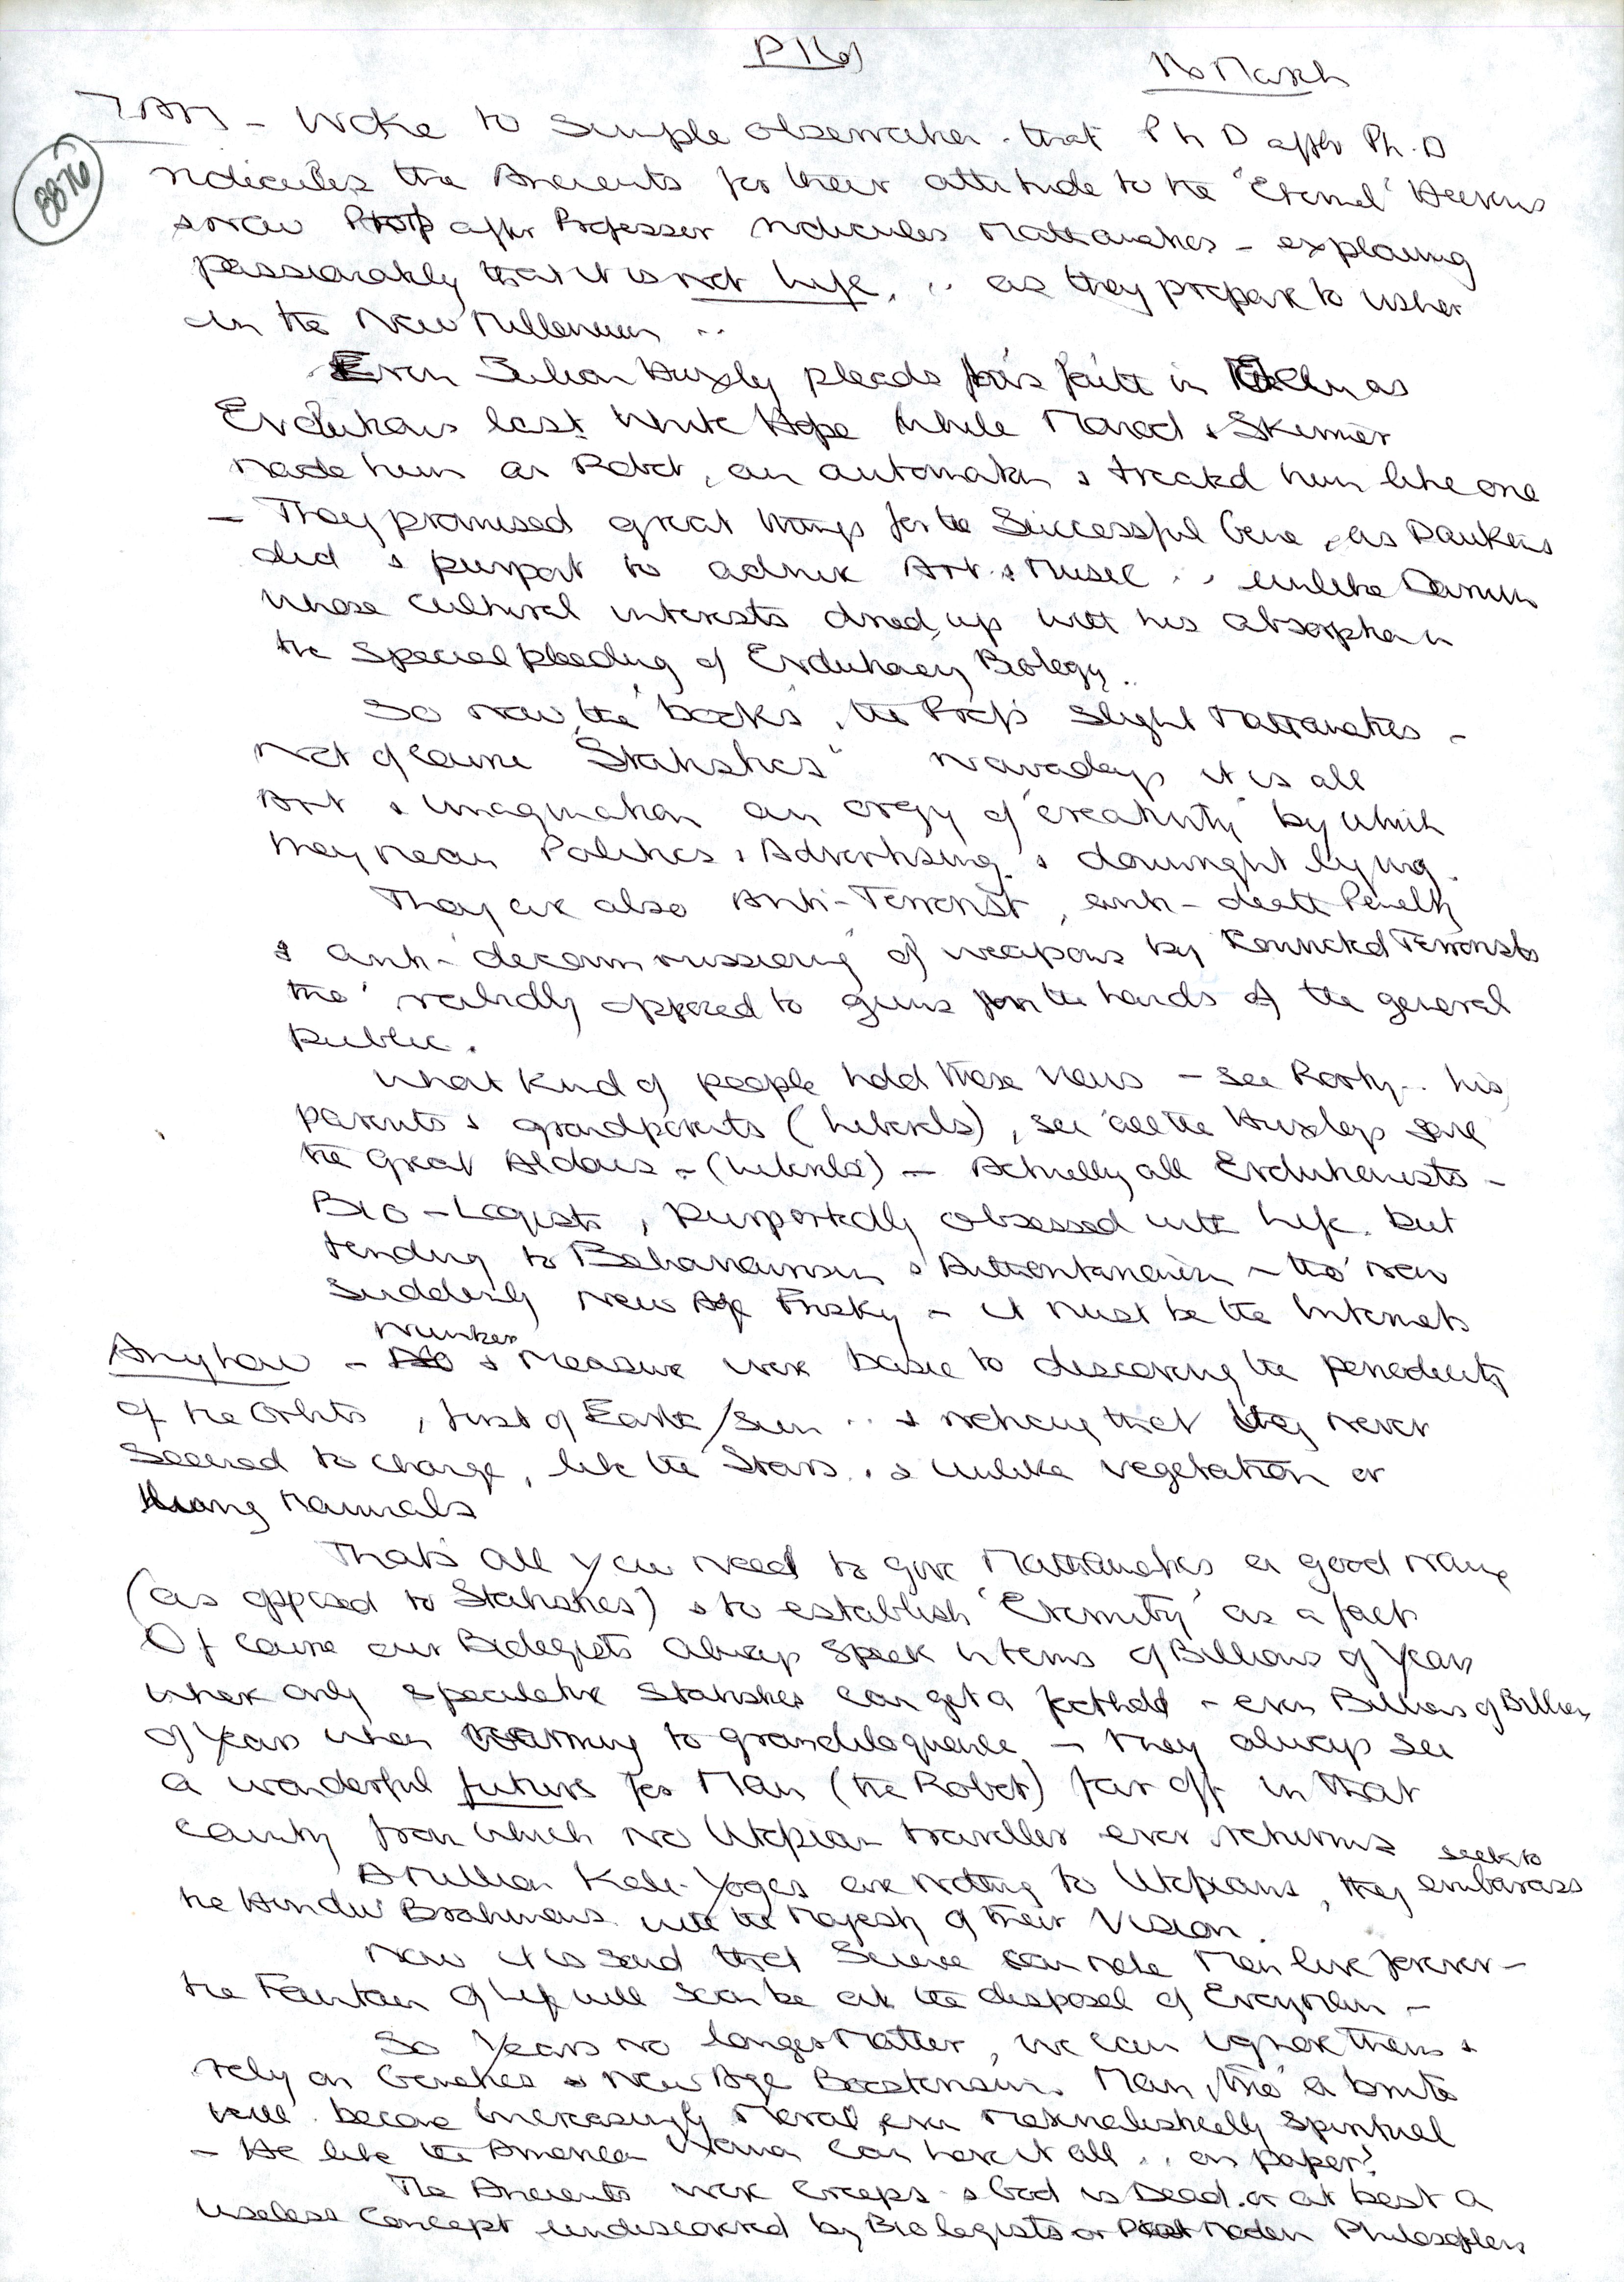 P 1 (6)
16 March
8876
7AM - Woke to simple observation - that Ph D after Ph.D
ridicules the Ancients for their attitude to the 'Eternal' Heavens
& now Prof after Professor ridicules Mathematics - explaining
passionately that it is not life, .. as they prepare to usher
in the New Millennium ..
Even Julian Huxley pleads for faith in as
Evolution's last White Hope while Monod & Skinner
made him a Robot, an automaton & treated him like one
- They promised great things for the Successful Gene, as Dawkins
did & purport to admire Art & Music .. unlike Darwin
whose cultural interests dried up with his absorption in
the special pleading of Evolutionary Biology..
So now the 'books', the Profs slight Mathematics -
Not of course "Statistics" nowadays it is all
Art & imagination an orgy of 'creativity' by which
they mean Politics, Advertising & downright lying.
They are also Anti-Terrorist, anti-death Penalty
& anti-'decommissioning' of weapons by Convicted Terrorists
tho' rabidly opposed to guns in the hands of the general
public.
What kind of people hold these views - see Rorty.. his
parents & grandparents (liberals), see all the Huxleys save
the great Aldous - (liberals) - Actually all Evolutionists -
Bio-Logists, purportedly obsessed with life. but
tending to Behaviourism & - tho' now
suddenly New Age Frisky - it must be the Internets
Anyhow - Number & Measure were basic to discovering the periodicity
of the Orbits, first of Earth/Sun .. & noticing that they never
seemed to change, like the Stars .. & unlike vegetation or
living Mammals
That's all you need to give Mathematics a good name
(as opposed to Statistics) & to establish 'Eternity' as a fact
Of course our Biologists always speak in terms of Billions of Years
where only speculative statistics can get a foothold - even Billions of Billions
of Years when warming to grandiloquence - they always see
a wonderful future for Man (the Robot) far off in that
Country from which no Utopian traveller ever returns
A Million Kali-Yogas are nothing to Utopians, they seek to embarass
the Hindu Brahmans with the Majesty of their Vision.
Now it is said that Science can make Man live forever -
the Fountain of Life will soon be at the disposal of Everyman -
So Years no longer Matter, we can ignore them &
rely on Genetics & New Age Boosterism. Man, tho' a brute
will become increasingly Moral, even Materialistically Spiritual
- He like the American Woman can have it all .. on paper!
The Ancients were Creeps & God is Dead. or at best a
useless Concept undiscovered by Biologists or Post Modern Philosophers